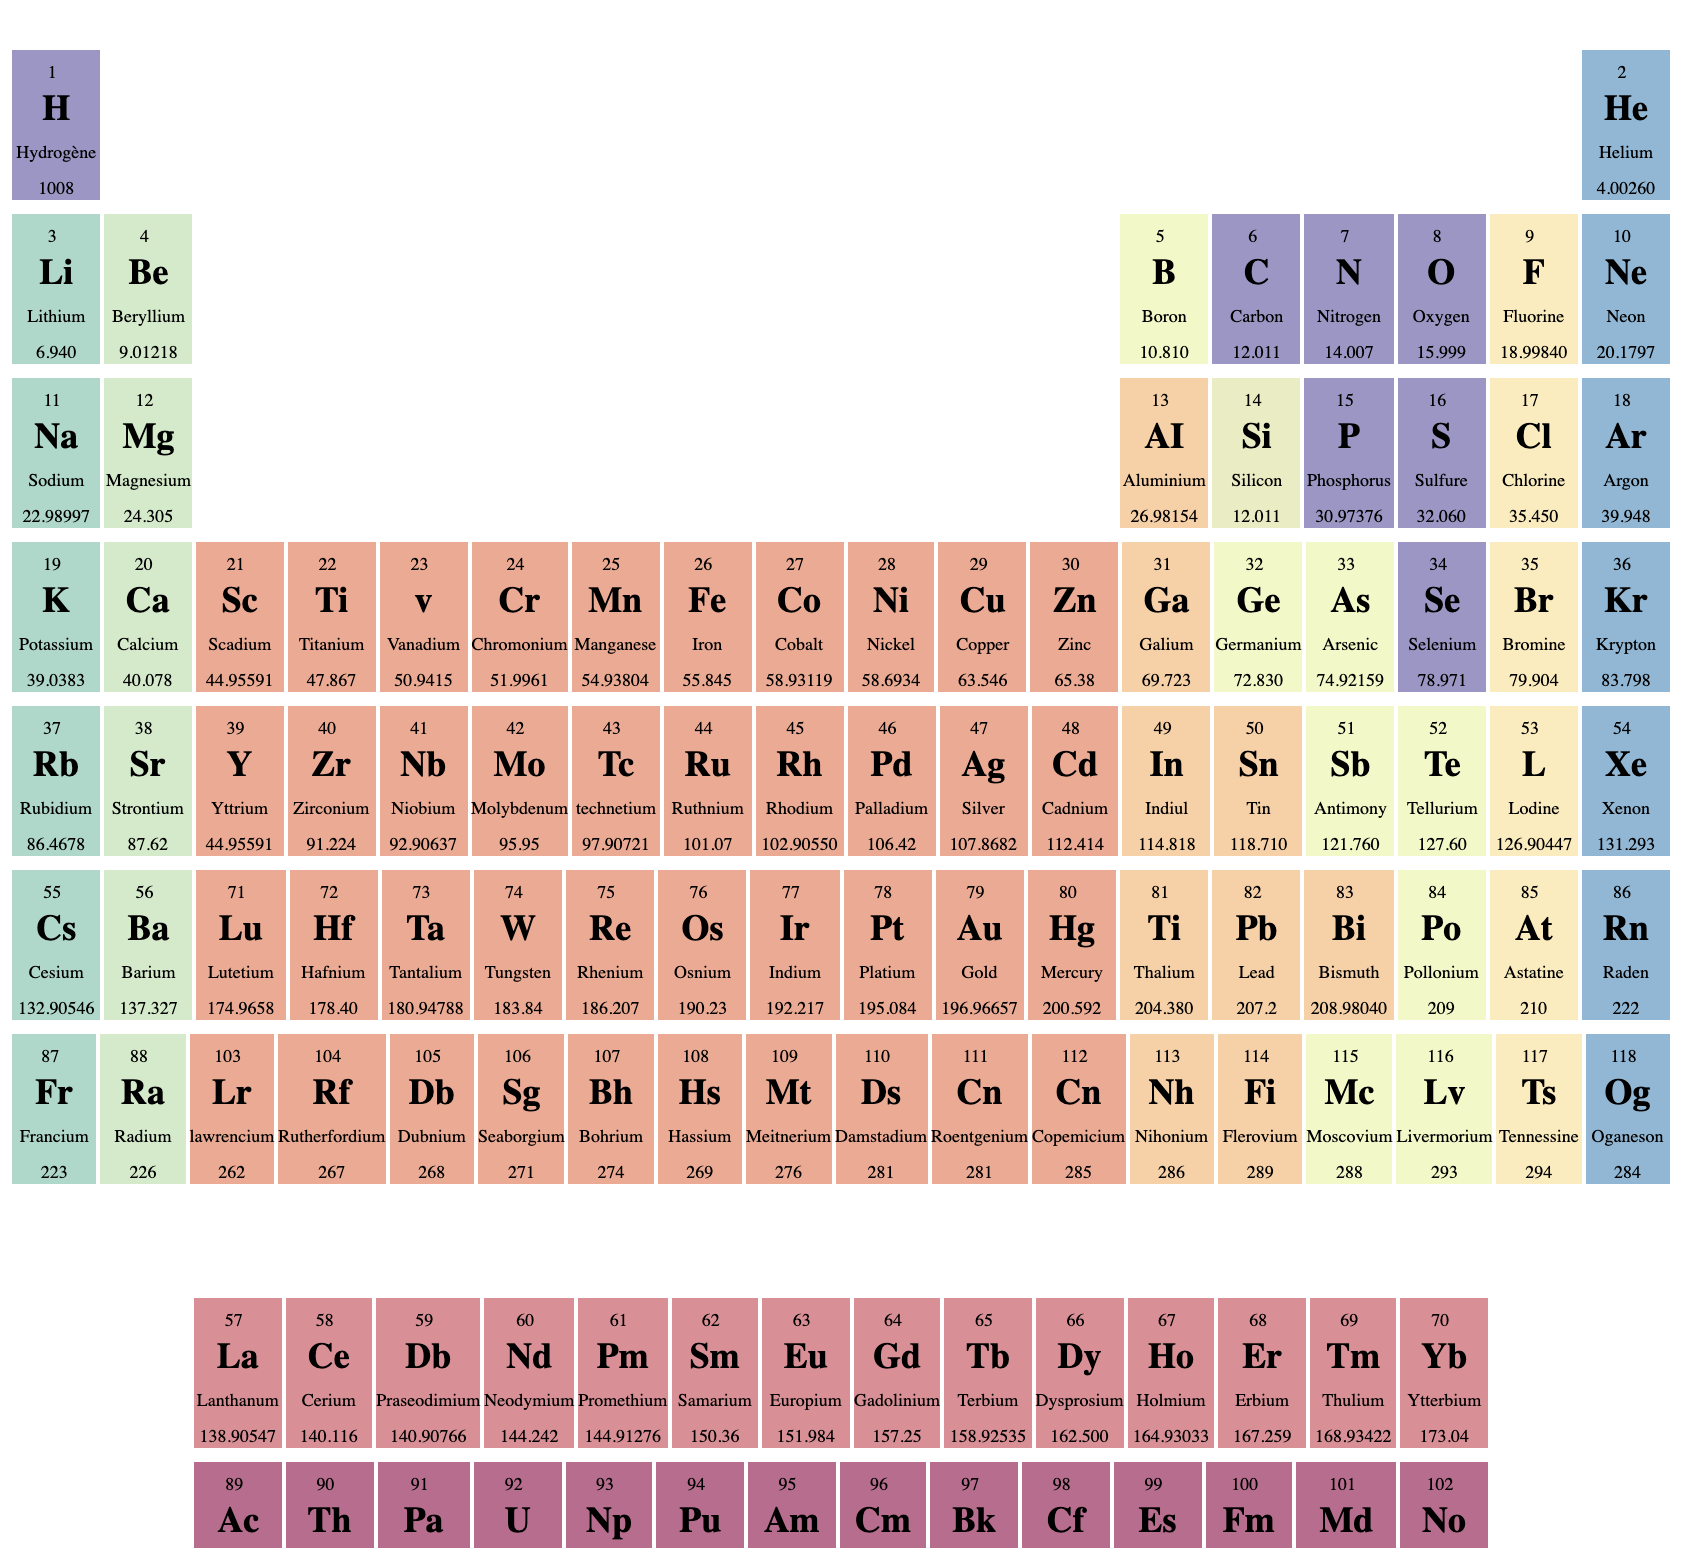 1 2
H He
Hydrogène Helium
1008 4.00260
3 4 5 6 7 8 9 10
Li Be B C N O F Ne
Lithium Beryllium Boron Carbon Nitrogen Oxygen Fluorine Neon
6.940 9.01218 10.810 12.011 14.007 15.999 18.99840 20.1797
11 12 13 14 15 16 17 18
Na Mg AI Si P S Cl Ar
Sodium Magnesium Aluminium Silicon Phosphorus Sulfure Chlorine Argon
22.98997 24.305 26.98154 12.011 30.97376 32.060 35.450 39.948
19 20 21 22 23 24 25 26 27 28 29 30 31 32 33 34 35 36
K Ca Sc Ti v Cr Mn Fe Co Ni Cu Zn Ga Ge As Se Br Kr
Potassium Calcium Scadium Titanium Vanadium Chromonium Manganese Iron Cobalt Nickel Copper Zinc Galium Germanium Arsenic Selenium Bromine Krypton
39.0383 40.078 44.95591 47.867 50.9415 51.9961 54.93804 55.845 58.93119 58.6934 63.546 65.38 69.723 72.830 74.92159 78.971 79.904 83.798
37 38 39 40 41 42 43 44 45 46 47 48 49 50 51 52 53 54
Rb Sr Y Zr Nb Mo Tc Ru Rh Pd Ag Cd In Sn Sb Te L Xe
Rubidium Strontium Yttrium Zirconium Niobium Molybdenum technetium Ruthnium Rhodium Palladium Silver Cadnium Indiul Tin Antimony Tellurium Lodine Xenon
86.4678 87.62 44.95591 91.224 92.90637 95.95 97.90721 101.07 102.90550 106.42 107.8682 112.414 114.818 118.710 121.760 127.60 126.90447 131.293
55 56 71 72 73 74 75 76 77 78 79 80 81 82 83 84 85 86
Cs Ba Lu Hf Ta W Re Os Ir Pt Au Hg Ti Pb Bi Po At Rn
Cesium Barium Lutetium Hafnium Tantalium Tungsten Rhenium Osnium Indium Platium Gold Mercury Thalium Lead Bismuth Pollonium Astatine Raden
132.90546 137.327 174.9658 178.40 180.94788 183.84 186.207 190.23 192.217 195.084 196.96657 200.592 204.380 207.2 208.98040 209 210 222
87 88 103 104 105 106 107 108 109 110 111 112 113 114 115 116 117 118
Fr Ra Lr Rf Db Sg Bh Hs Mt Ds Cn Cn Nh Fi Mc Lv Ts Og
Francium Radium lawrencium Rutherfordium Dubnium Seaborgium Bohrium Hassium Meitnerium Damstadium Roentgenium Copemicium Nihonium Flerovium Moscovium Livermorium Tennessine Oganeson
223 226 262 267 268 271 274 269 276 281 281 285 286 289 288 293 294 284
57 58 59 60 61 62 63 64 65 66 67 68 69 70
La Ce Db Nd Pm Sm Eu Gd Tb Dy Ho Er Tm Yb
Lanthanum Cerium Praseodimium Neodymium Promethium Samarium Europium Gadolinium Terbium Dysprosium Holmium Erbium Thulium Ytterbium
138.90547 140.116 140.90766 144.242 144.91276 150.36 151.984 157.25 158.92535 162.500 164.93033 167.259 168.93422 173.04
89 90 91 92 93 94 95 96 97 98 99 100 101 102
Ac Th Pa U Np Pu Am Cm Bk Cf Es Fm Md No